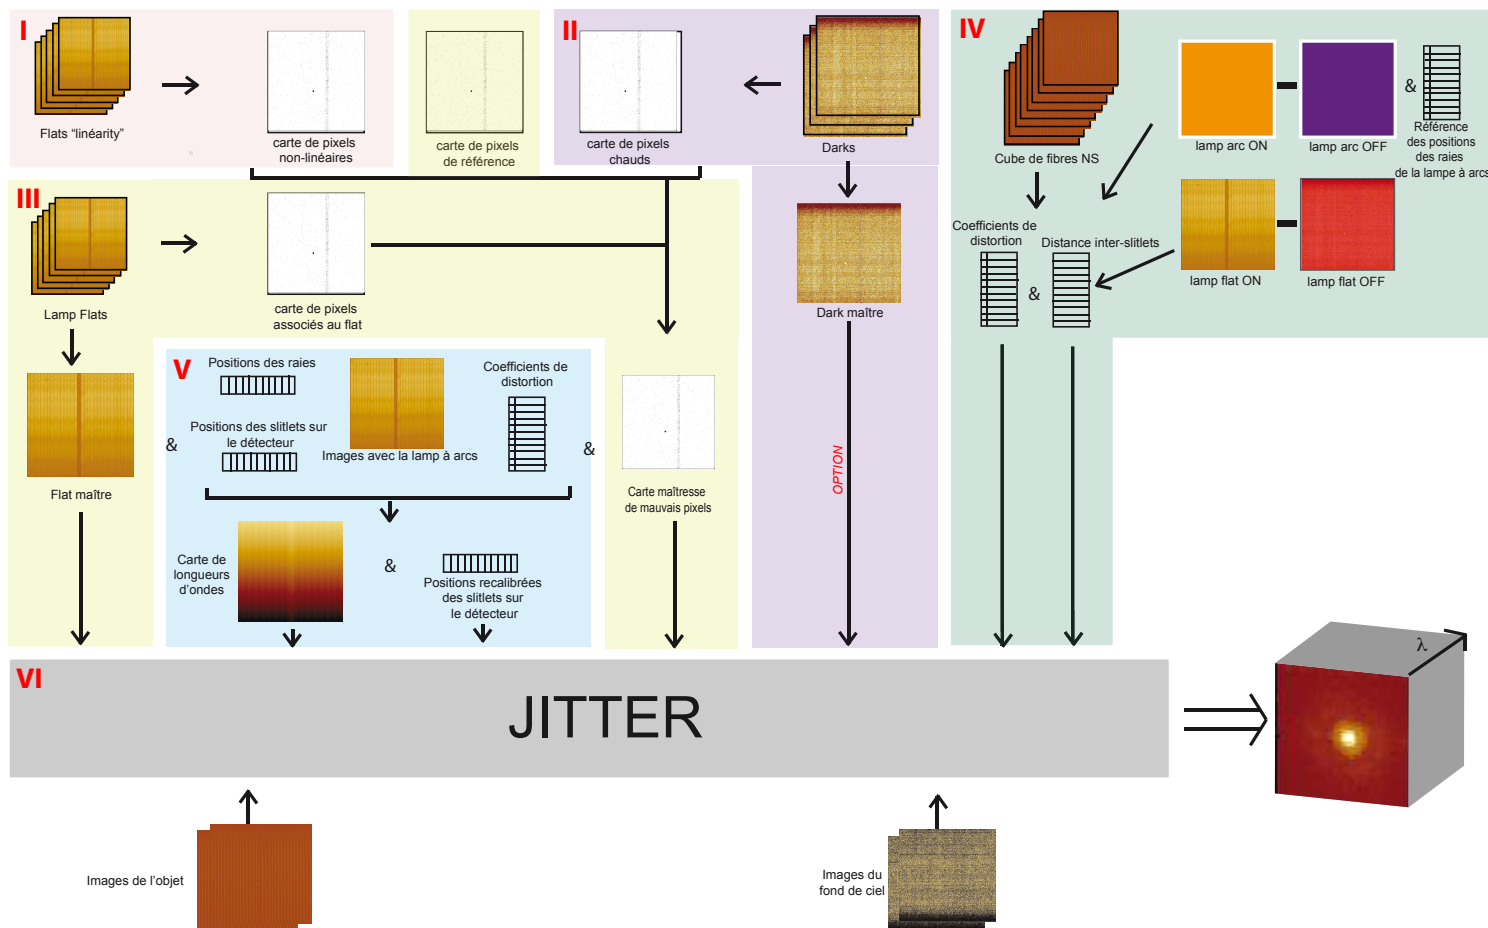 I
Flats “linéarity”
carte de pixels
non-linéaires
carte de pixels
de référence
II
carte de pixels
chauds
Darks
IV
Cube de fibres NS
lamp arc ON
lamp arc OFF
&
Référence
des positions
des raies
de la lampe à arcs
III
Lamp Flats
carte de pixels
associés au flat
Dark maître
Coefficients de
distortion
&
Distance inter-slitlets
lamp flat ON
lamp flat OFF
Flat maître
&
V
Positions des raies
Positions des slitlets sur
le détecteur
Images avec la lamp à arcs
Coefficients de
distortion
&
Carte maîtresse
de mauvais pixels
OPTION
Carte de
longueurs
d’ondes
&
Positions recalibrées
des slitlets sur
le détecteur
VI
JITTER
λ
Images de l’objet
Images du
fond de ciel